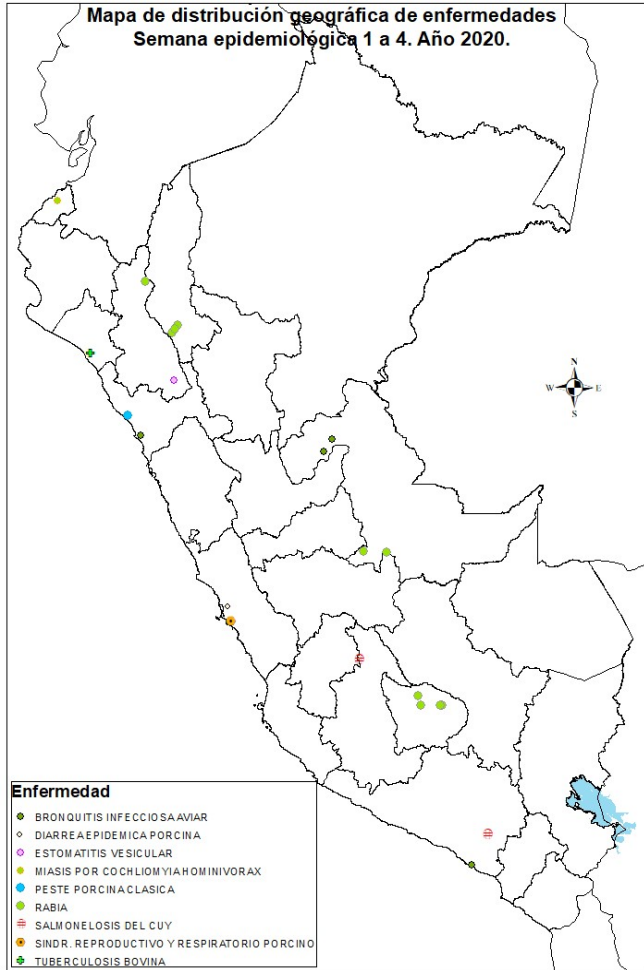 Mapa de distribución geográfica de enfermedades
Semana epidemiológica 1 a 4. Año 2020.
N
W E
S
Enfermedad
BRONQUITIS INFECCIOSA AVIAR
DIARREA EPIDEMICA PORCINA
ESTOMATITIS VESICULAR
MIASIS POR COCHLIOMYIA HOMINIVORAX
PESTE PORCINA CLASICA
RABIA
SALMONELOSIS DEL CUY
SINDR. REPRODUCTIVO Y RESPIRATORIO PORCINO
TUBERCULOSIS BOVINA